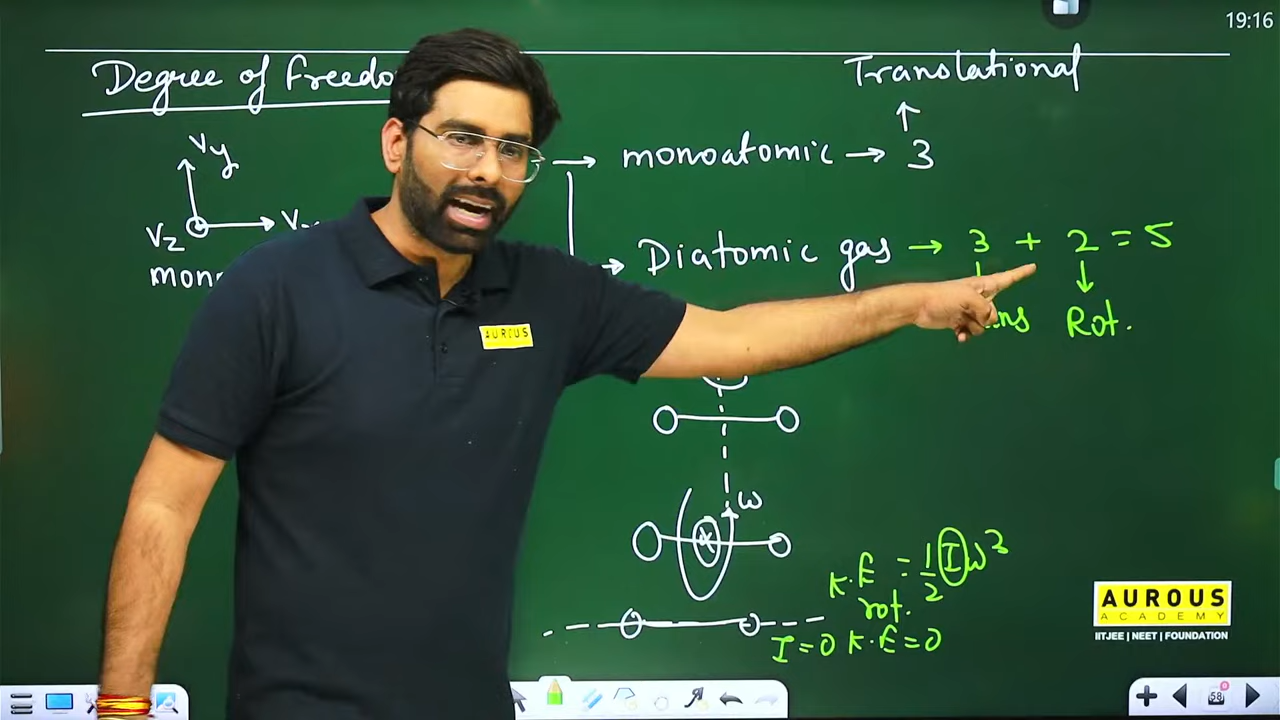 19:16
Degree of freedo
Translational
Vy
monoatomic → 3
Vz
Diatomic gas → 3 + 2 = 5
Rot.
AUROUS
ω
K.E = 1/2 Iω²
rot.
I=0 K.E=0
AUROUS
ACADEMY
IITJEE | NEET | FOUNDATION
58